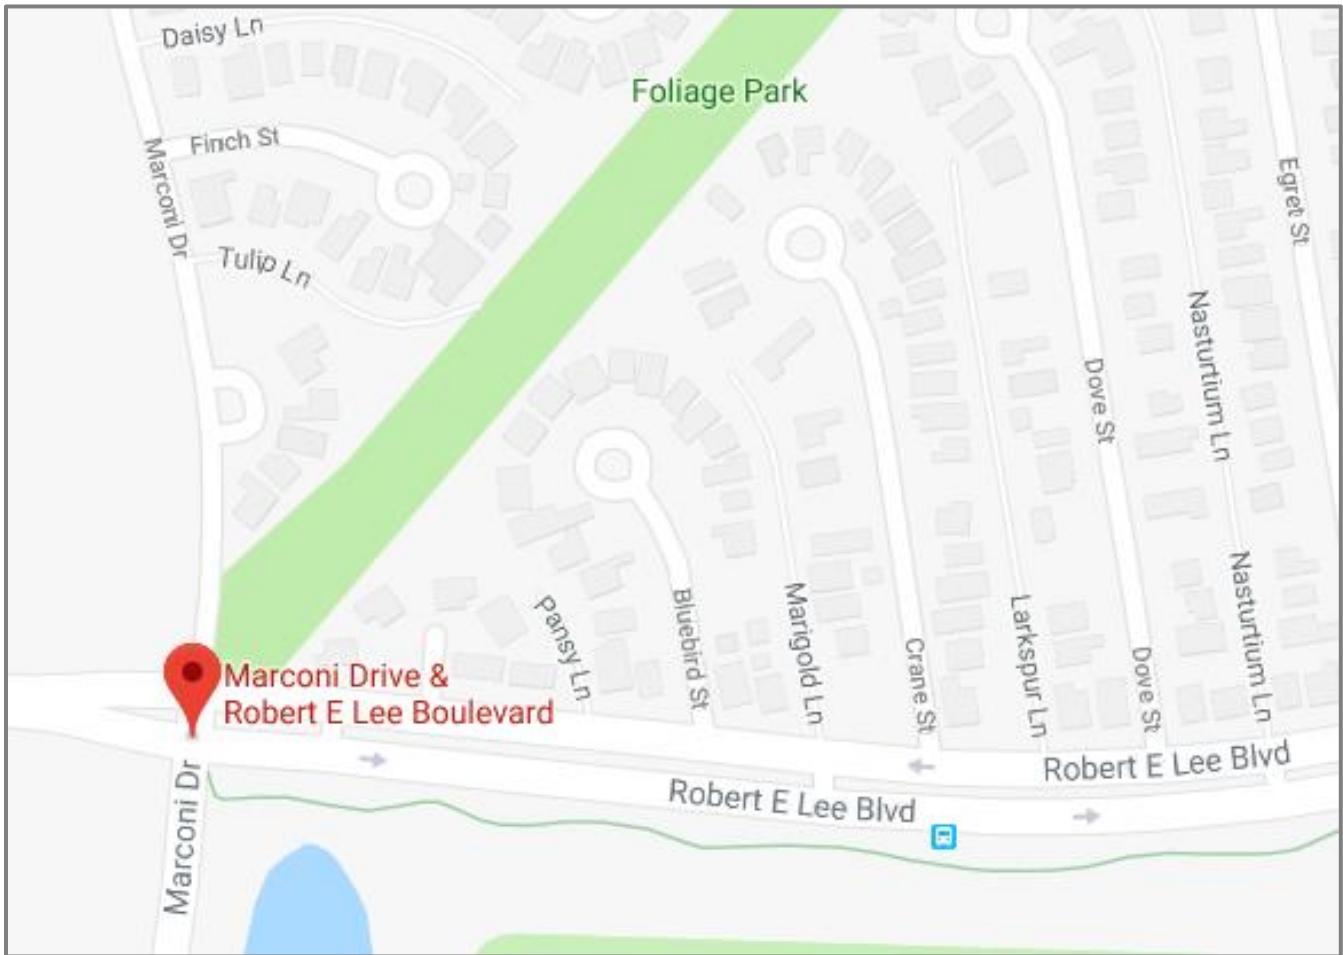 Daisy Ln
Foliage Park
Finch St
Marconi Dr
Egret St
Tulip Ln
Nasturtium Ln
Dove St
Nasturtium Ln
Marigold Ln
Bluebird St
Pansy Ln
Larkspur Ln
Crane St
Dove St
Marconi Drive &
Robert E Lee Boulevard
Robert E Lee Blvd
Robert E Lee Blvd
Marconi Dr